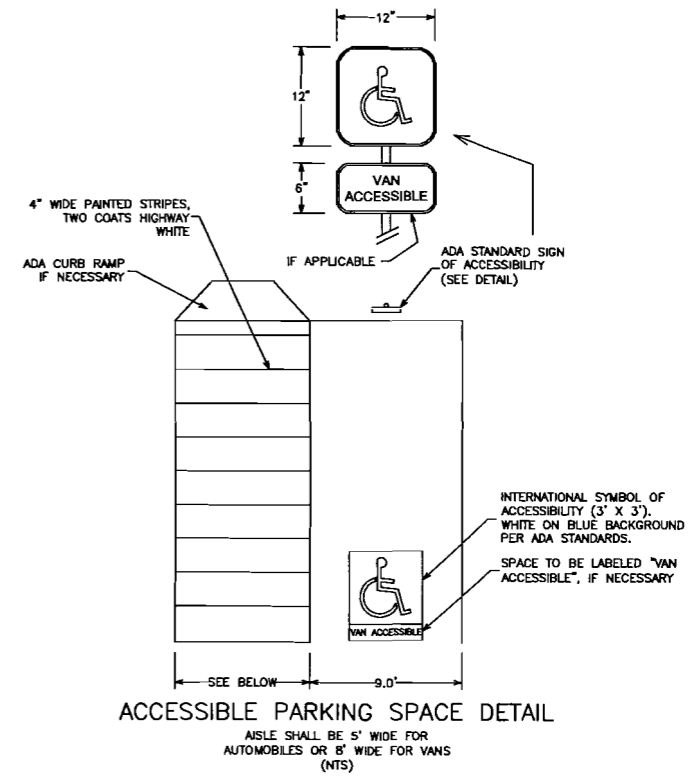 12"
12"
VAN
ACCESSIBLE
6"
4" WIDE PAINTED STRIPES,
TWO COATS HIGHWAY
WHITE
ADA CURB RAMP
IF NECESSARY
IF APPLICABLE
ADA STANDARD SIGN
OF ACCESSIBILITY
(SEE DETAIL)
INTERNATIONAL SYMBOL OF
ACCESSIBILITY (3' X 3').
WHITE ON BLUE BACKGROUND
PER ADA STANDARDS.
SPACE TO BE LABELED "VAN
ACCESSIBLE", IF NECESSARY
VAN ACCESSIBLE
SEE BELOW
9.0'
ACCESSIBLE PARKING SPACE DETAIL
AISLE SHALL BE 5' WIDE FOR
AUTOMOBILES OR 8' WIDE FOR VANS
(NTS)